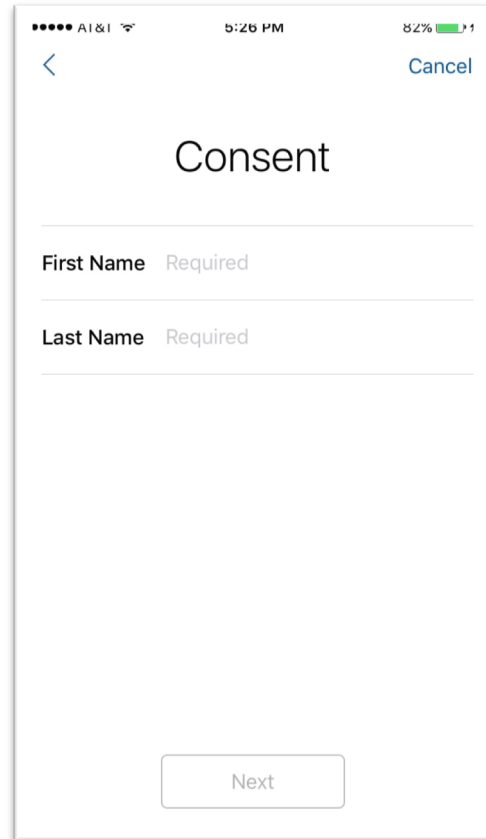 AT&T 5:26 PM 82%
Cancel
Consent
First Name Required
Last Name Required
Next